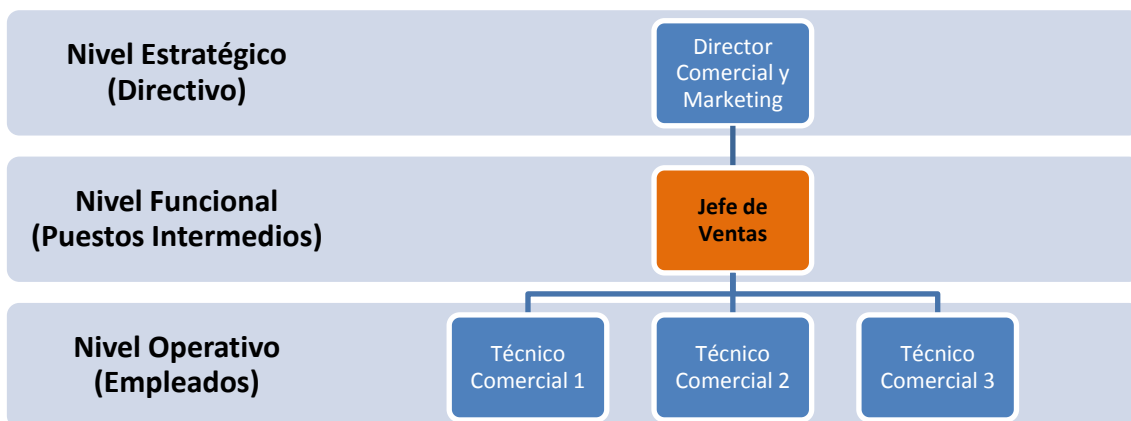 Nivel Estratégico
(Directivo)
Director
Comercial y
Marketing
Nivel Funcional
(Puestos Intermedios)
Jefe de
Ventas
Nivel Operativo
(Empleados)
Técnico
Comercial 1
Técnico
Comercial 2
Técnico
Comercial 3